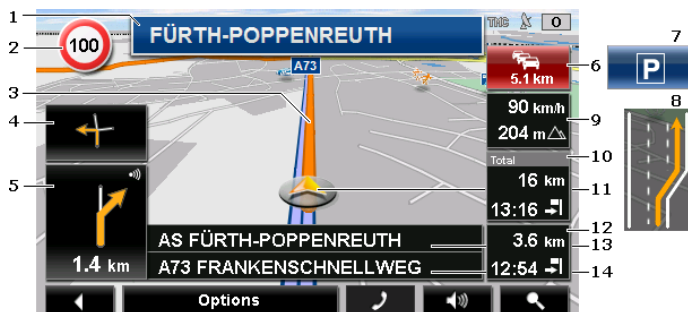 1
FÜRTH-POPPENREUTH
TMC
0
2
100
7
A73
5.1 km
6
P
3
8
90 km/h
204 m
9
4
Total
10
5
16 km
11
13:16
12
AS FÜRTH-POPPENREUTH
3.6 km
13
1.4 km
A73 FRANKENSCHNELLWEG
12:54
14
Options